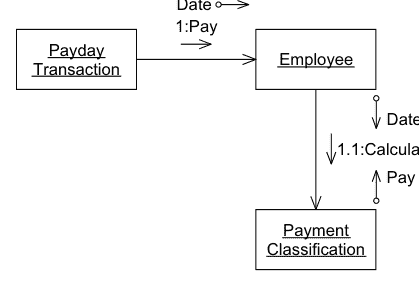 Date
1:Pay
Payday
Transaction
Employee
Date
1.1:Calcula
Pay
Payment
Classification